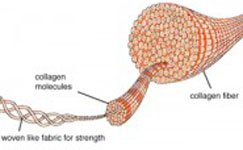 collagen
molecules
collagen fiber
woven like fabric for strength